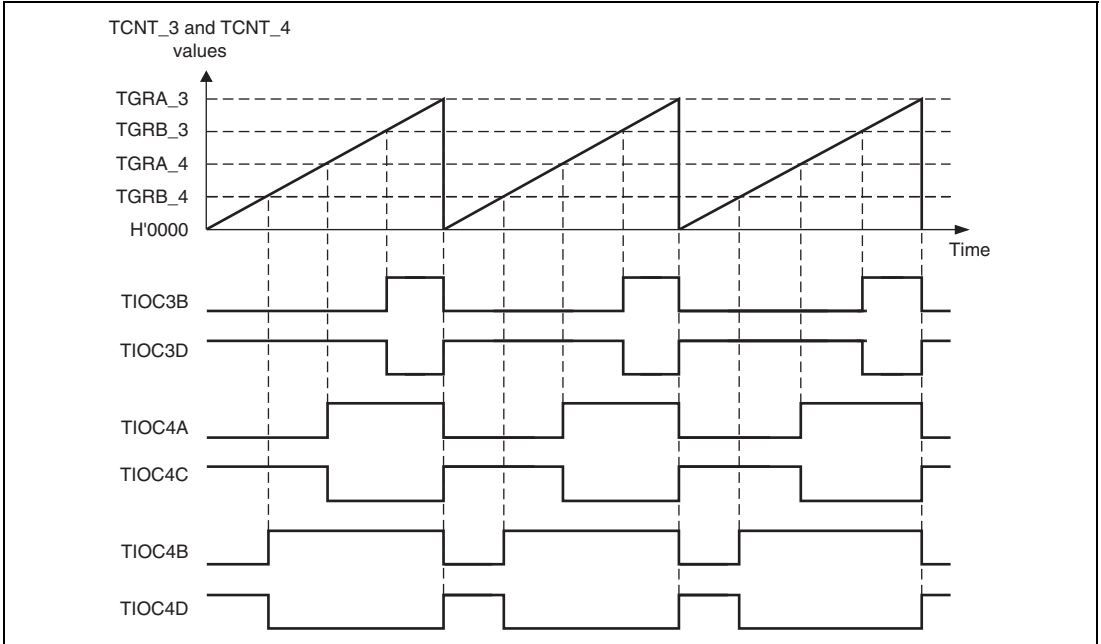 TCNT_3 and TCNT_4
values
TGRA_3
TGRB_3
TGRA_4
TGRB_4
H'0000
Time
TIOC3B
TIOC3D
TIOC4A
TIOC4C
TIOC4B
TIOC4D